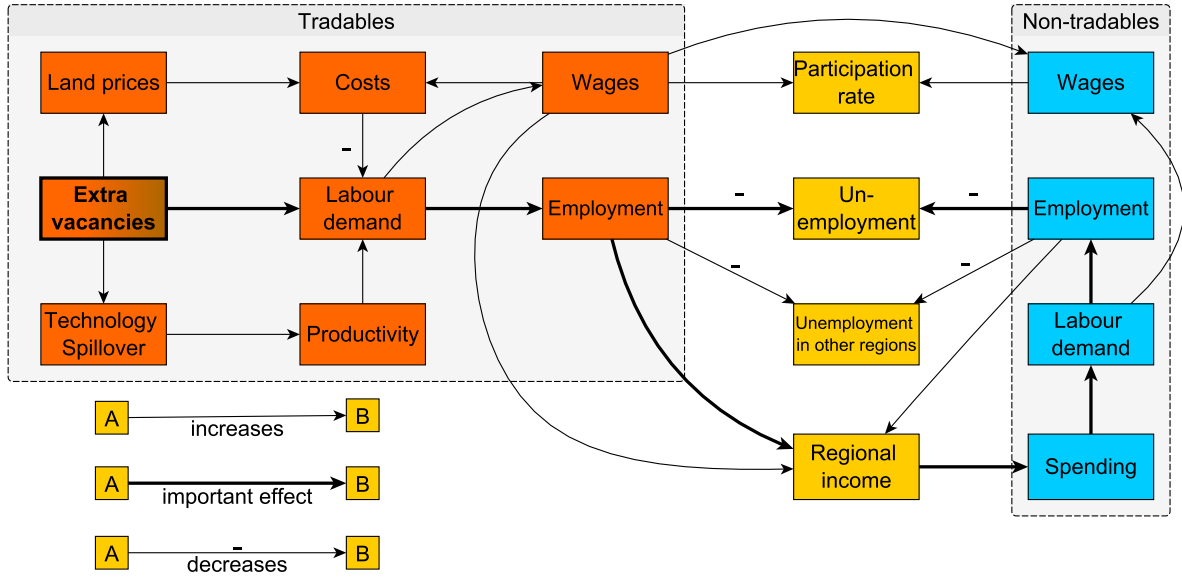 Tradables
Non-tradables
Land prices
Costs
Wages
Participation
rate
Wages
-
Extra
vacancies
Labour
demand
Employment
-
Un-
employment
-
Employment
-
-
Technology
Spillover
Productivity
Unemployment
in other regions
Labour
demand
A
B
increases
Regional
income
Spending
A
B
important effect
A
-
B
decreases